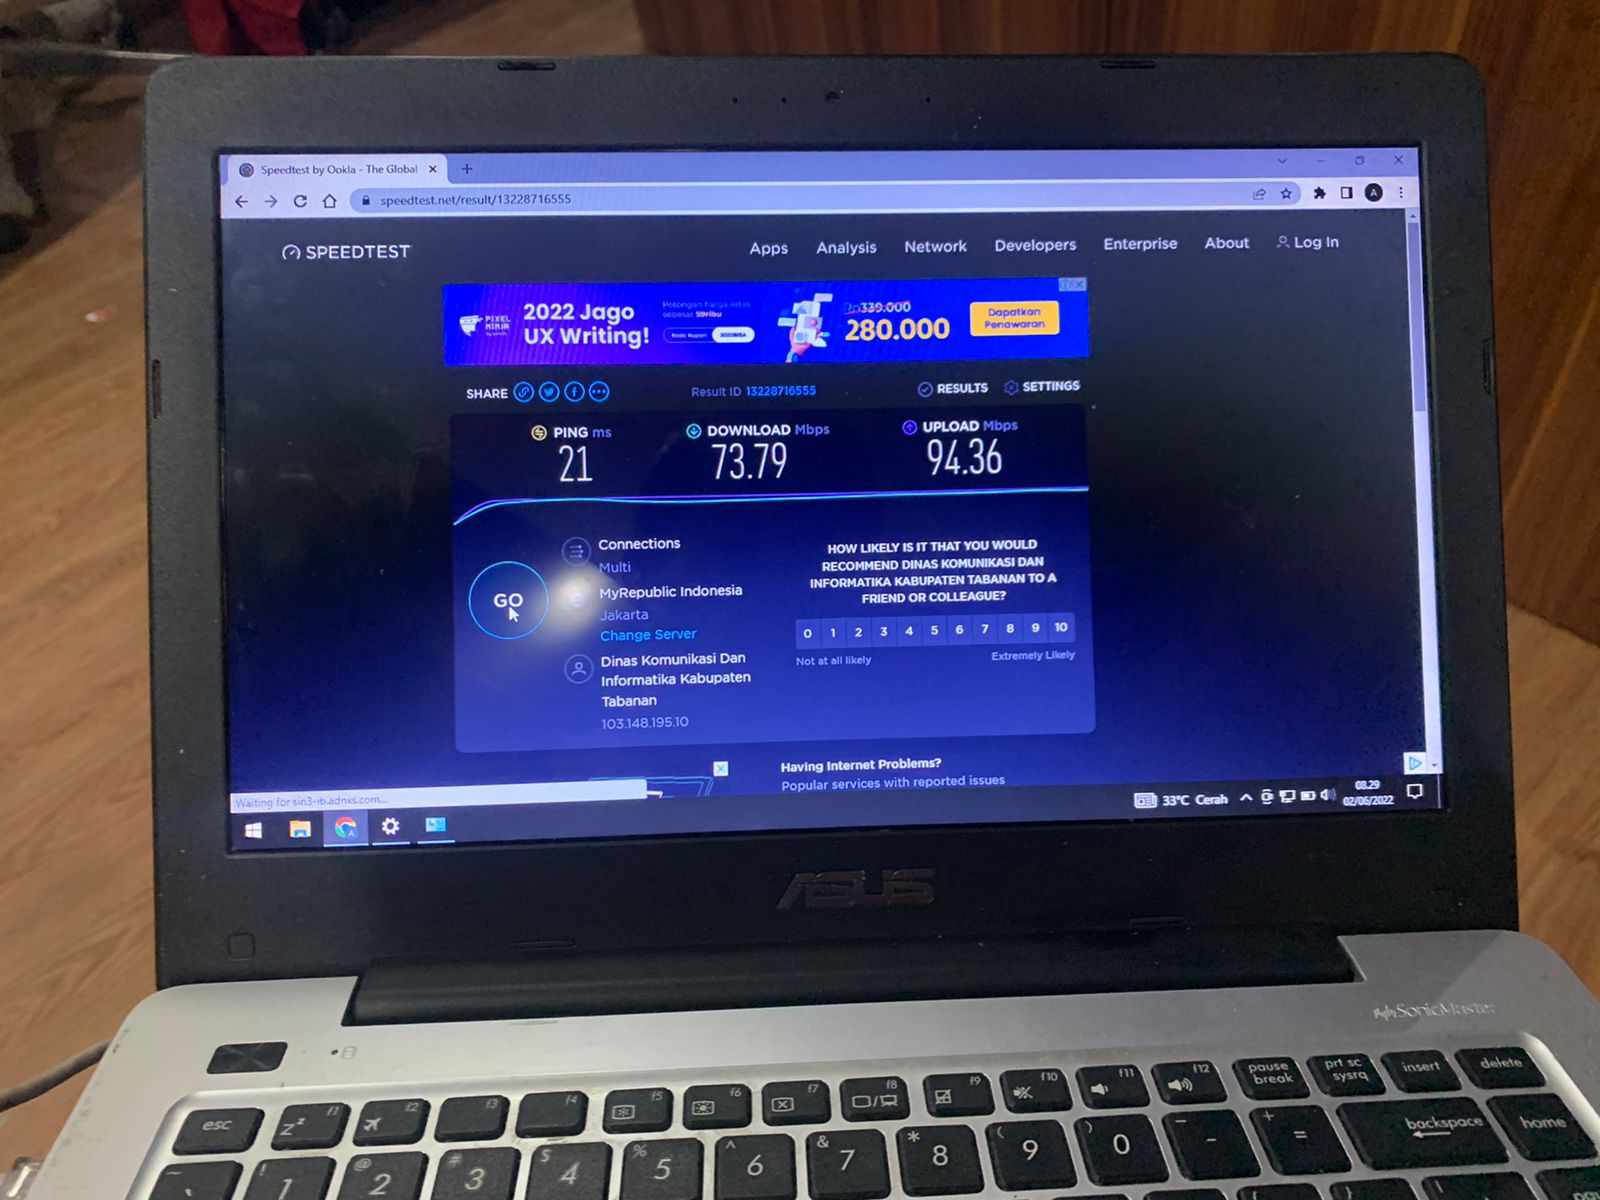 Speedtest by Ookla - The Global
speedtest.net/result/13228716555
A
SPEEDTEST
Apps Analysis Network Developers Enterprise About Log In
PIXEL NINJA
2022 Jago
UX Writing!
Potongan harga kelas
sebesar 59ribu
Kode Kupon
Rp339.000
280.000
Dapatkan
Penawaran
SHARE
Result ID 13228716555
RESULTS SETTINGS
PING ms DOWNLOAD Mbps UPLOAD Mbps
21 73.79 94.36
GO
Connections
Multi
MyRepublic Indonesia
Jakarta
Change Server
Dinas Komunikasi Dan
Informatika Kabupaten
Tabanan
103.148.195.10
HOW LIKELY IS IT THAT YOU WOULD
RECOMMEND DINAS KOMUNIKASI DAN
INFORMATIKA KABUPATEN TABANAN TO A
FRIEND OR COLLEAGUE?
0 1 2 3 4 5 6 7 8 9 10
Not at all likely Extremely Likely
Having Internet Problems?
Popular services with reported issues
Waiting for sin3-ib.adnxs.com...
33°C Cerah
08.29
02/06/2022
ASUS
SonicMaster
esc f1 f2 f3 f4 f5 f6 f7 f8 f9 f10 f11 f12 pause break prt sc sysrq insert delete
~ ! 1 @ 2 # 3 $ 4 % 5 ^ 6 & 7 * 8 ( 9 ) 0 - + = backspace home